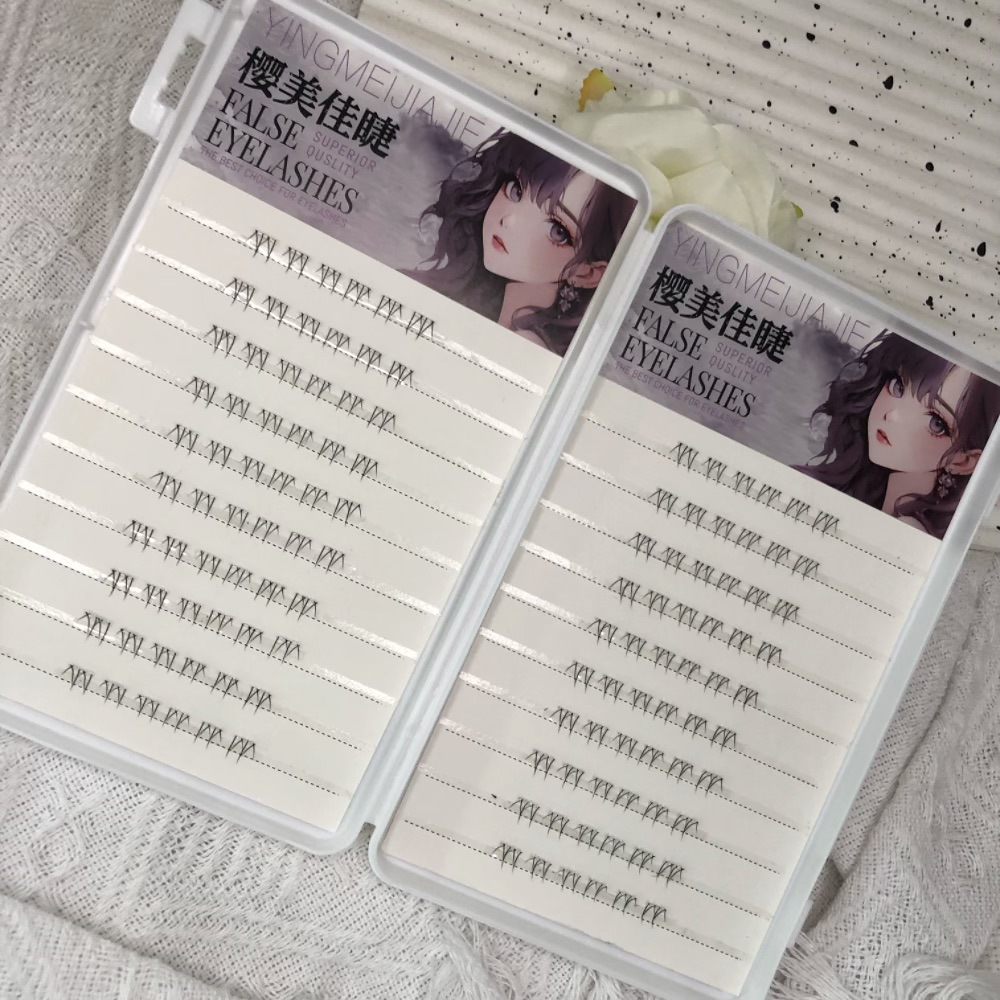 YINGMEIJIAJIE
樱美佳睫
FALSE
EYELASHES
SUPERIOR
QUSLITY
THE BEST CHOICE FOR EYELASHES
YINGMEIJIAJIE
樱美佳睫
FALSE
EYELASHES
SUPERIOR
QUSLITY
THE BEST CHOICE FOR EYELASHES